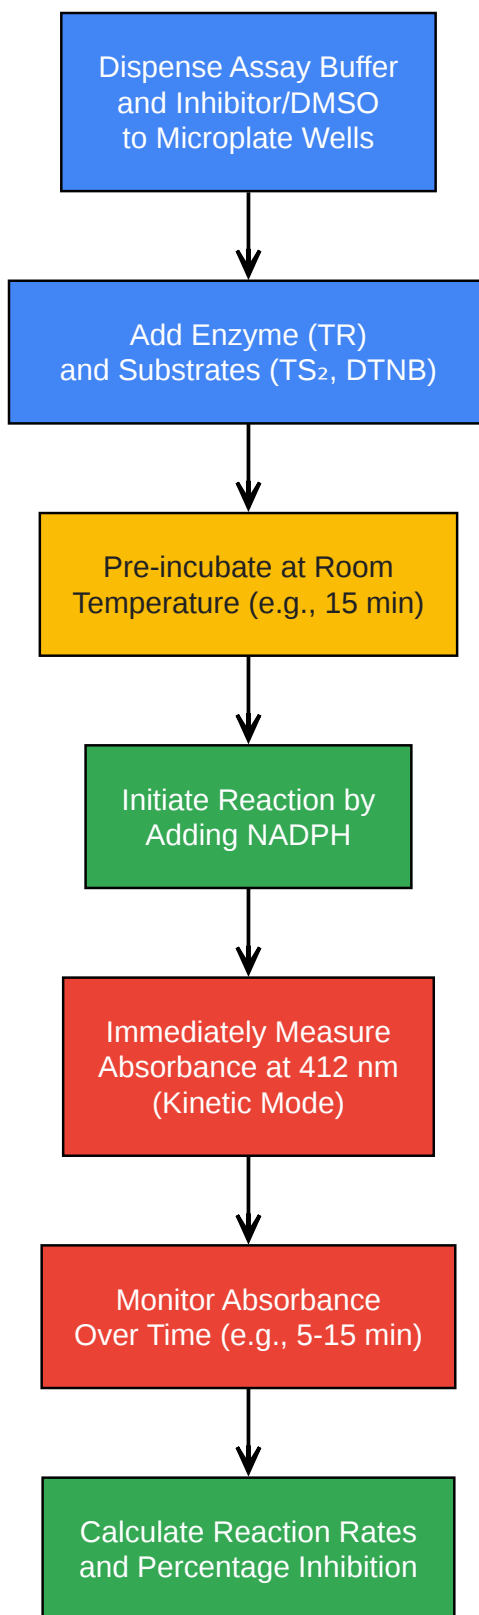 Dispense Assay Buffer
and Inhibitor/DMSO
to Microplate Wells
Add Enzyme (TR)
and Substrates (TS₂, DTNB)
Pre-incubate at Room
Temperature (e.g., 15 min)
Initiate Reaction by
Adding NADPH
Immediately Measure
Absorbance at 412 nm
(Kinetic Mode)
Monitor Absorbance
Over Time (e.g., 5-15 min)
Calculate Reaction Rates
and Percentage Inhibition